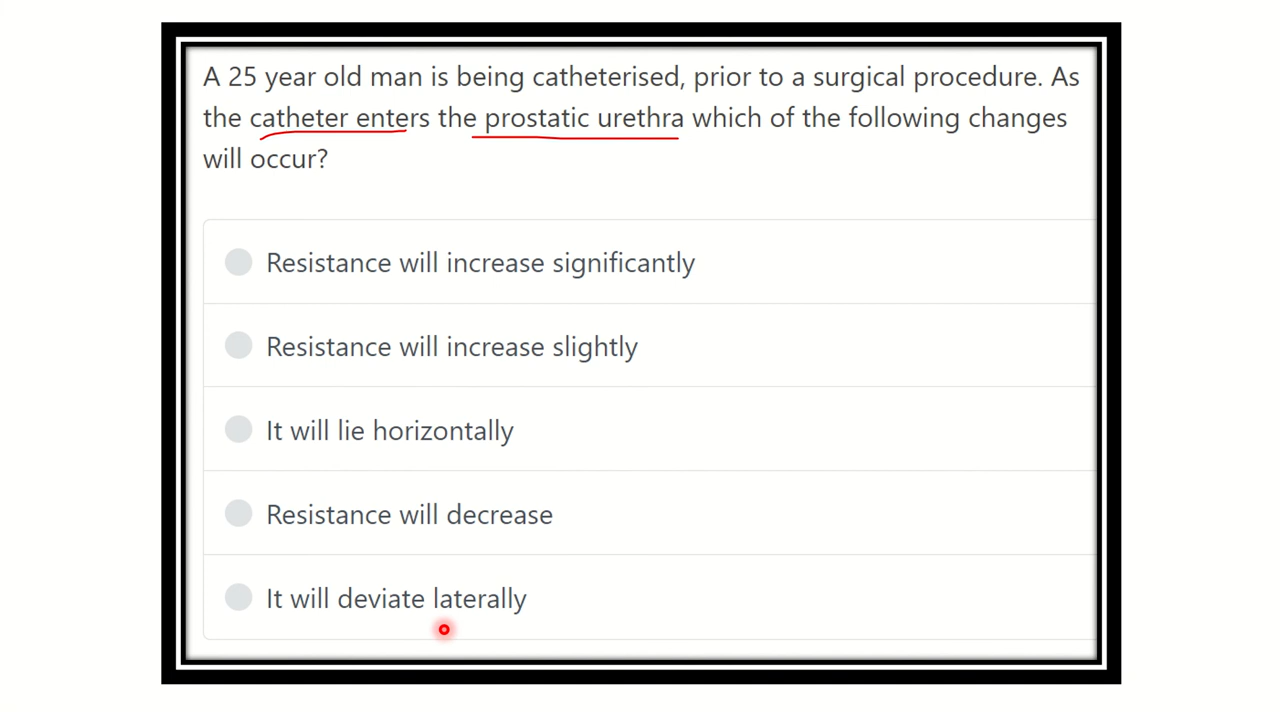 A 25 year old man is being catheterised, prior to a surgical procedure. As
the catheter enters the prostatic urethra which of the following changes
will occur?
Resistance will increase significantly
Resistance will increase slightly
It will lie horizontally
Resistance will decrease
It will deviate laterally